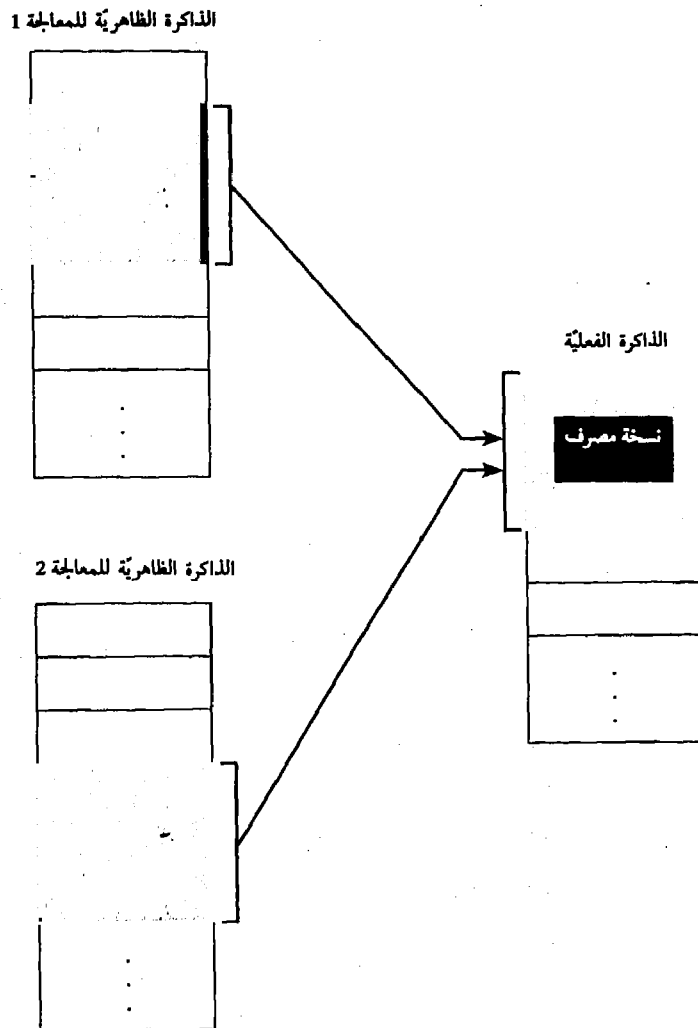 الذاكرة الظاهريّة للمعالجة 1
الذاكرة الفعليّة
نسخة مصرف
الذاكرة الظاهريّة للمعالجة 2